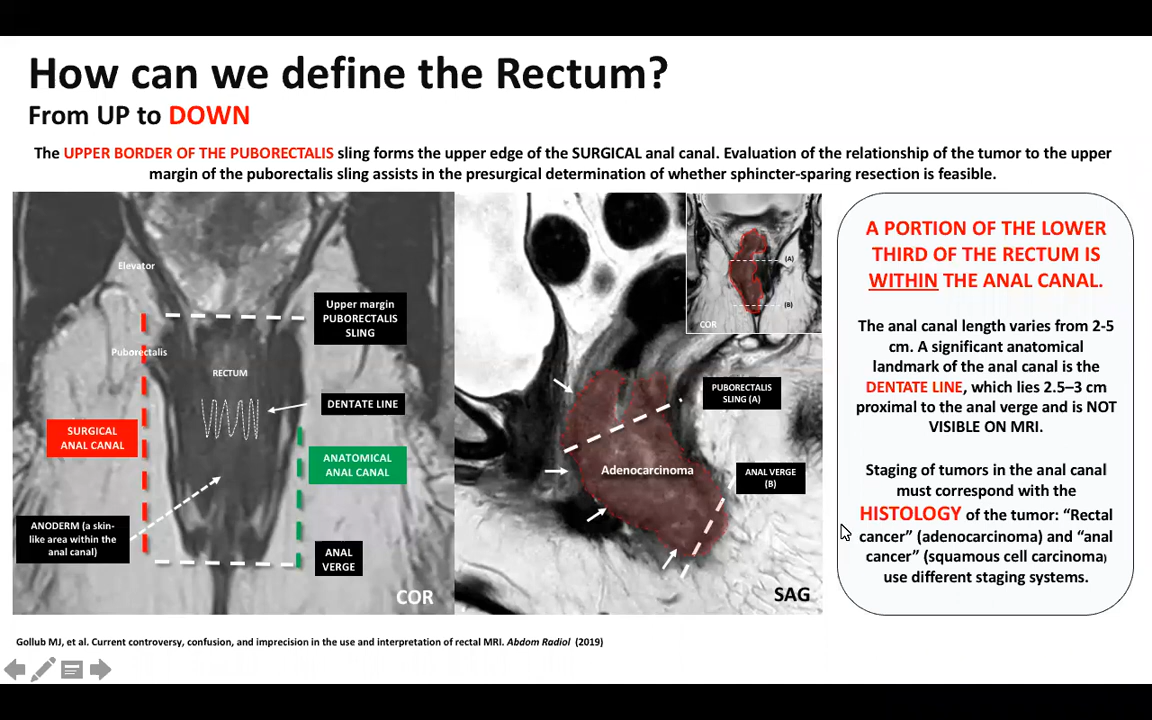 How can we define the Rectum?
From UP to DOWN
The UPPER BORDER OF THE PUBORECTALIS sling forms the upper edge of the SURGICAL anal canal. Evaluation of the relationship of the tumor to the upper
margin of the puborectalis sling assists in the presurgical determination of whether sphincter-sparing resection is feasible.
Elevator
Upper margin
PUBORECTALIS
SLING
Puborectalis
RECTUM
DENTATE LINE
SURGICAL
ANAL CANAL
ANATOMICAL
ANAL CANAL
ANODERM (a skin-
like area within the
anal canal)
ANAL
VERGE
COR
(A)
(B)
COR
PUBORECTALIS
SLING (A)
Adenocarcinoma
ANAL VERGE
(B)
SAG
A PORTION OF THE LOWER
THIRD OF THE RECTUM IS
WITHIN THE ANAL CANAL.
The anal canal length varies from 2-5
cm. A significant anatomical
landmark of the anal canal is the
DENTATE LINE, which lies 2.5–3 cm
proximal to the anal verge and is NOT
VISIBLE ON MRI.
Staging of tumors in the anal canal
must correspond with the
HISTOLOGY of the tumor: “Rectal
cancer” (adenocarcinoma) and “anal
cancer” (squamous cell carcinoma)
use different staging systems.
Gollub MJ, et al. Current controversy, confusion, and imprecision in the use and interpretation of rectal MRI. Abdom Radiol (2019)